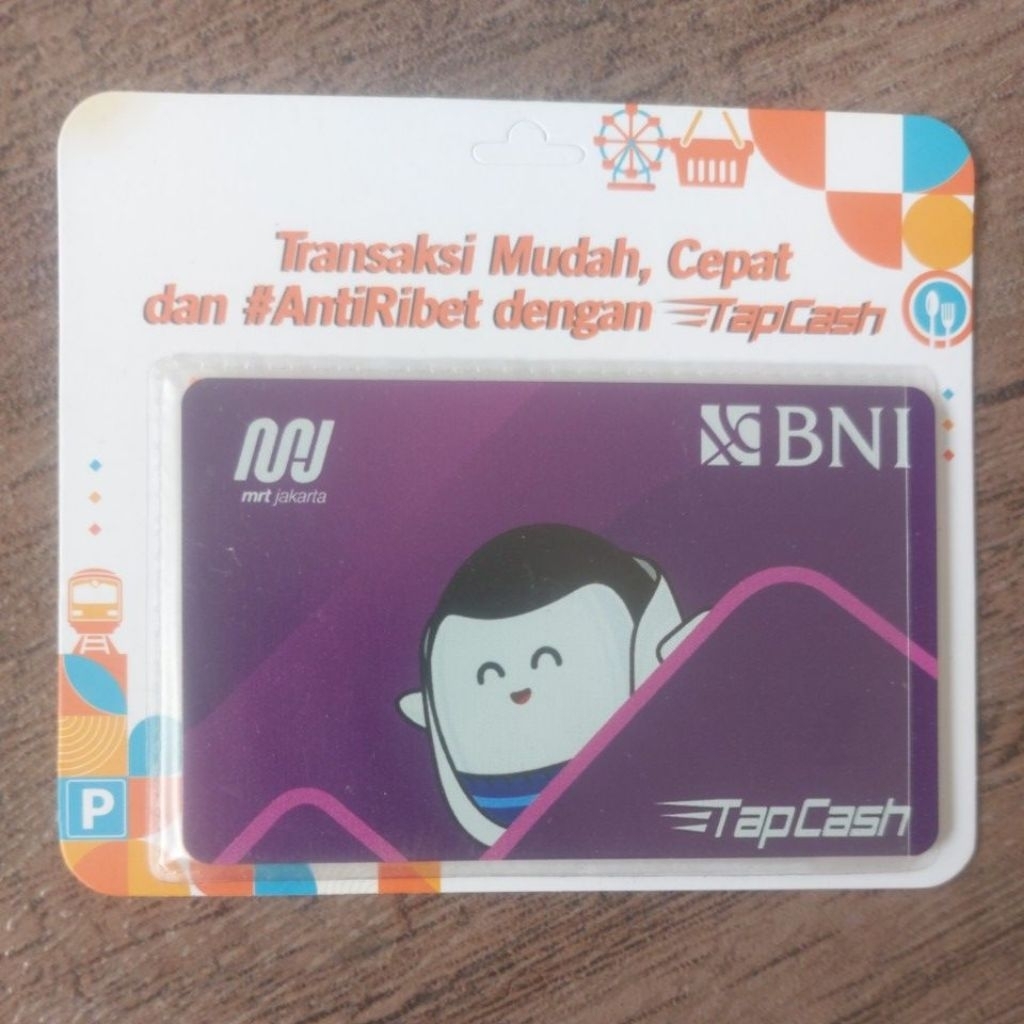 Transaksi Mudah, Cepat
dan #AntiRibet dengan TapCash
mrt jakarta
BNI
TapCash
P